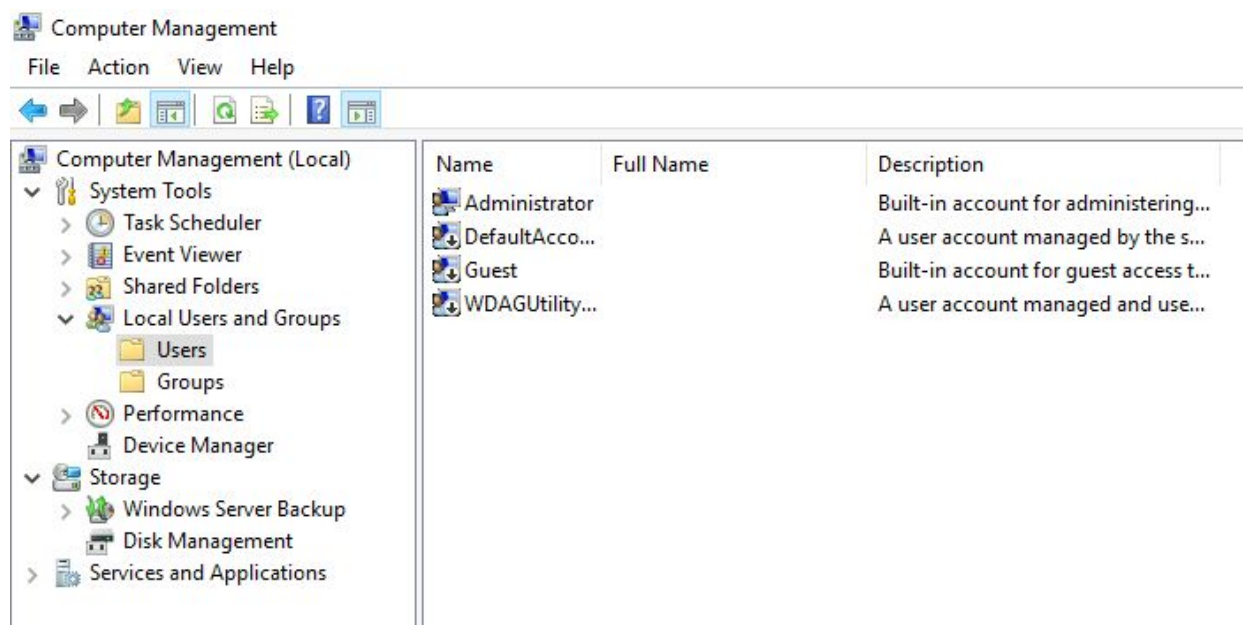 Computer Management
File Action View Help
Computer Management (Local)
System Tools
Task Scheduler
Event Viewer
Shared Folders
Local Users and Groups
Users
Groups
Performance
Device Manager
Storage
Windows Server Backup
Disk Management
Services and Applications
Name Full Name Description
Administrator Built-in account for administering...
DefaultAcco... A user account managed by the s...
Guest Built-in account for guest access t...
WDAGUtility... A user account managed and use...